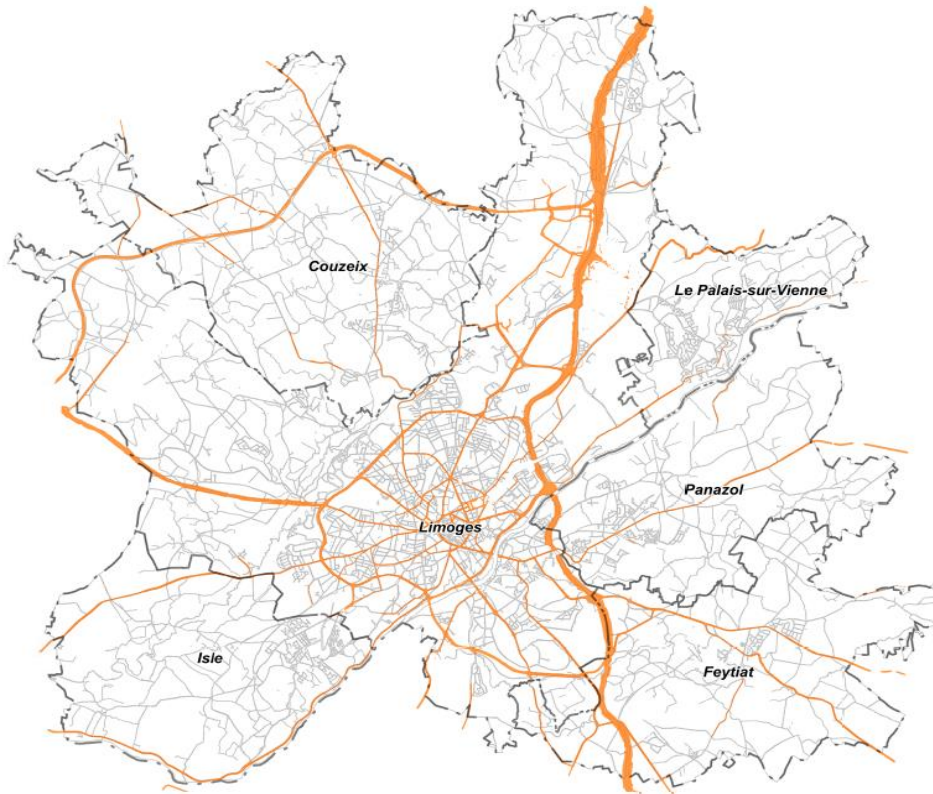 Couzeix
Le Palais-sur-Vienne
Panazol
Limoges
Isle
Feytiat